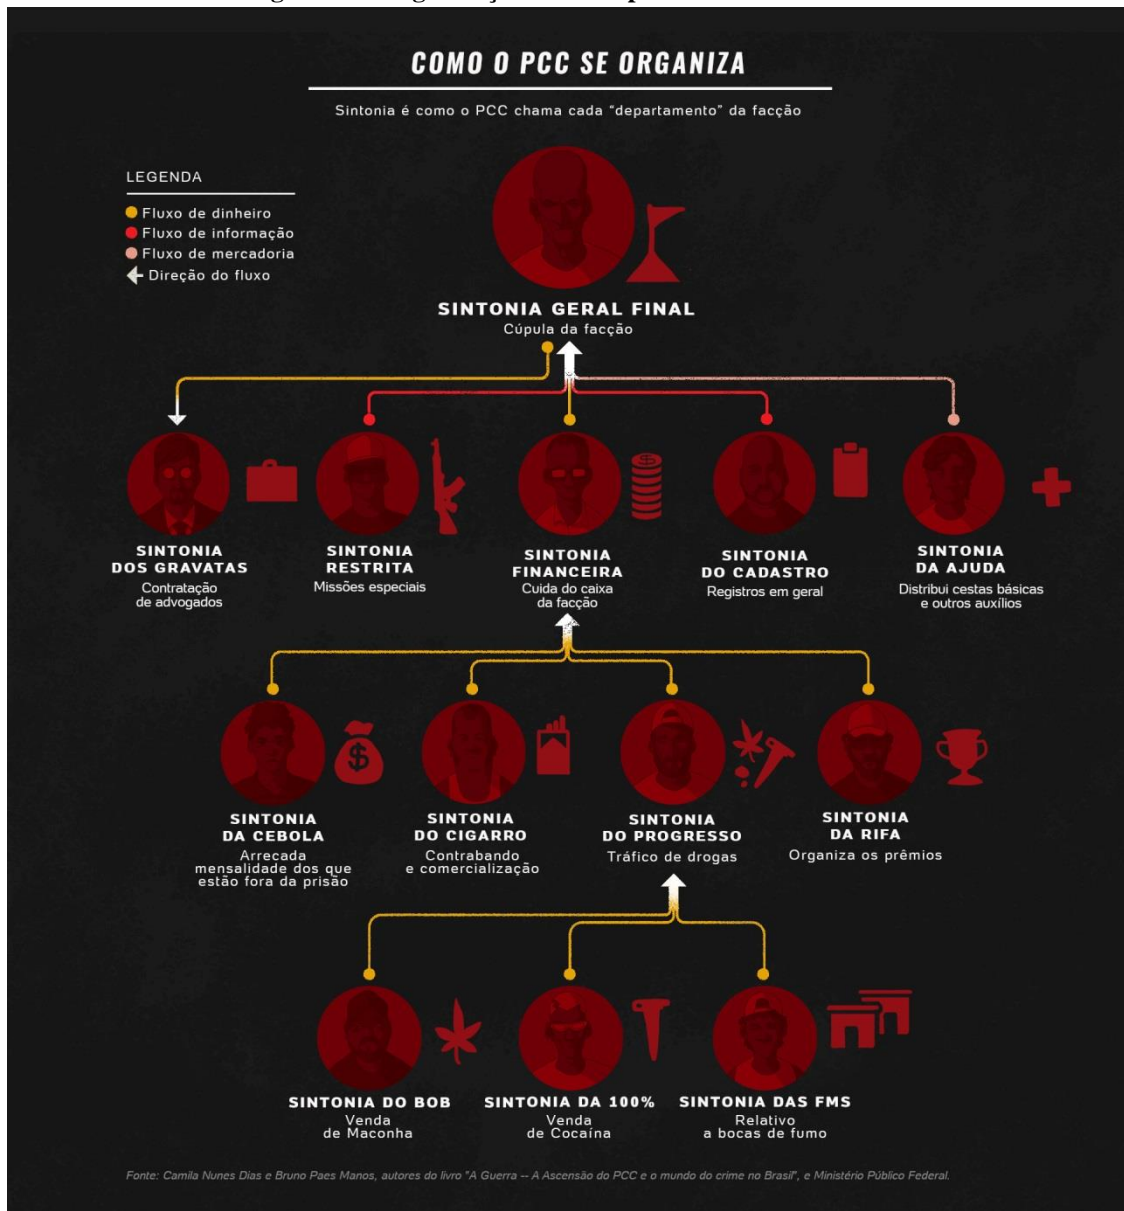 COMO O PCC SE ORGANIZA
Sintonia é como o PCC chama cada “departamento” da facção
LEGENDA
Fluxo de dinheiro
Fluxo de informação
Fluxo de mercadoria
Direção do fluxo
SINTONIA GERAL FINAL
Cúpula da facção
SINTONIA
DOS GRAVATAS
Contratação
de advogados
SINTONIA
RESTRITA
Missões especiais
SINTONIA
FINANCEIRA
Cuida do caixa
da facção
SINTONIA
DO CADASTRO
Registros em geral
SINTONIA
DA AJUDA
Distribui cestas básicas
e outros auxílios
$
$
SINTONIA
DA CEBOLA
Arrecada
mensalidade dos que
estão fora da prisão
SINTONIA
DO CIGARRO
Contrabando
e comercialização
SINTONIA
DO PROGRESSO
Tráfico de drogas
SINTONIA
DA RIFA
Organiza os prêmios
SINTONIA DO BOB
Venda
de Maconha
SINTONIA DA 100%
Venda
de Cocaína
SINTONIA DAS FMS
Relativo
a bocas de fumo
Fonte: Camila Nunes Dias e Bruno Paes Manos, autores do livro "A Guerra -- A Ascensão do PCC e o mundo do crime no Brasil", e Ministério Público Federal.